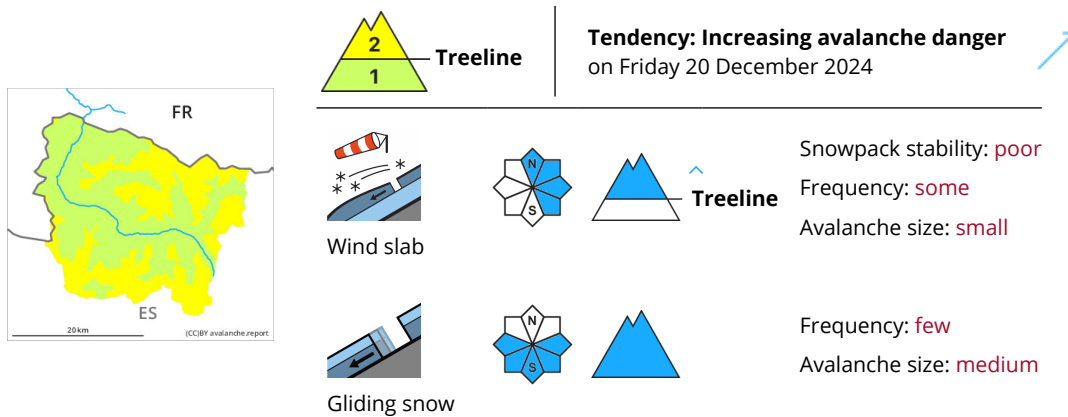 2
Treeline
1
Tendency: Increasing avalanche danger
on Friday 20 December 2024
FR
ES
20 km
(CC)BY avalanche.report
N
S
Treeline
Wind slab
Snowpack stability: poor
Frequency: some
Avalanche size: small
N
S
Gliding snow
Frequency: few
Avalanche size: medium